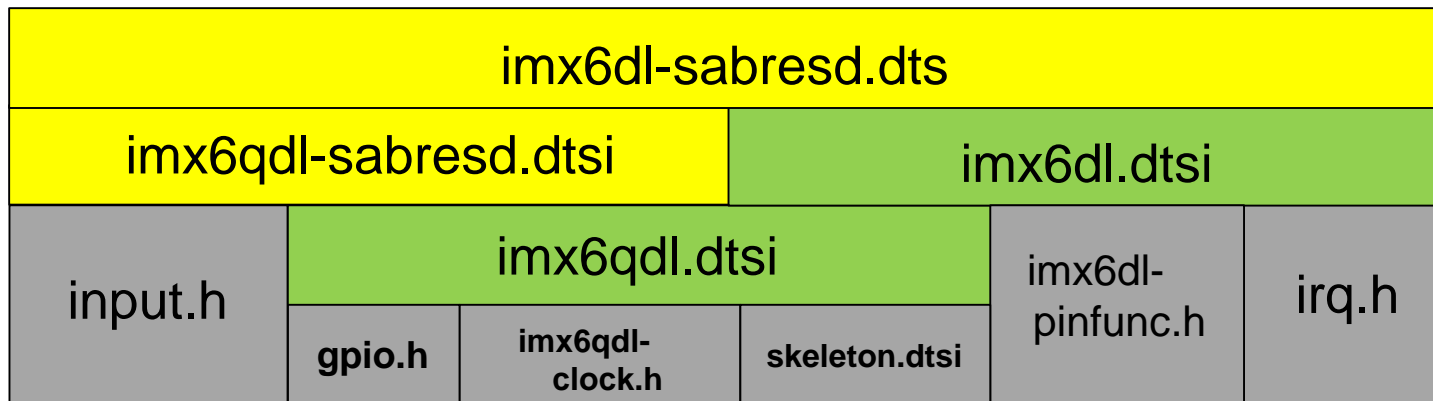 imx6dl-sabresd.dts
imx6qdl-sabresd.dtsi
imx6dl.dtsi
input.h
imx6qdl.dtsi
imx6dl-
pinfunc.h
irq.h
gpio.h
imx6qdl-
clock.h
skeleton.dtsi